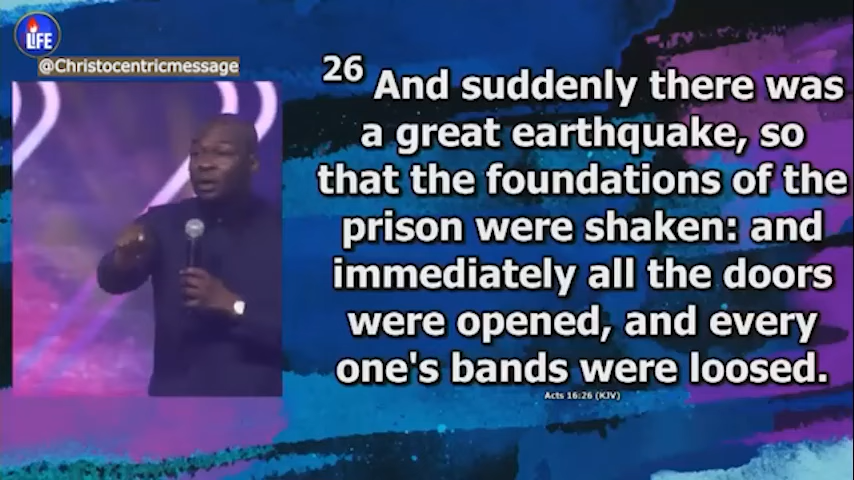 LIFE
@Christocentricmessage
26 And suddenly there was
a great earthquake, so
that the foundations of the
prison were shaken: and
immediately all the doors
were opened, and every
one's bands were loosed.
Acts 16:26 (KJV)